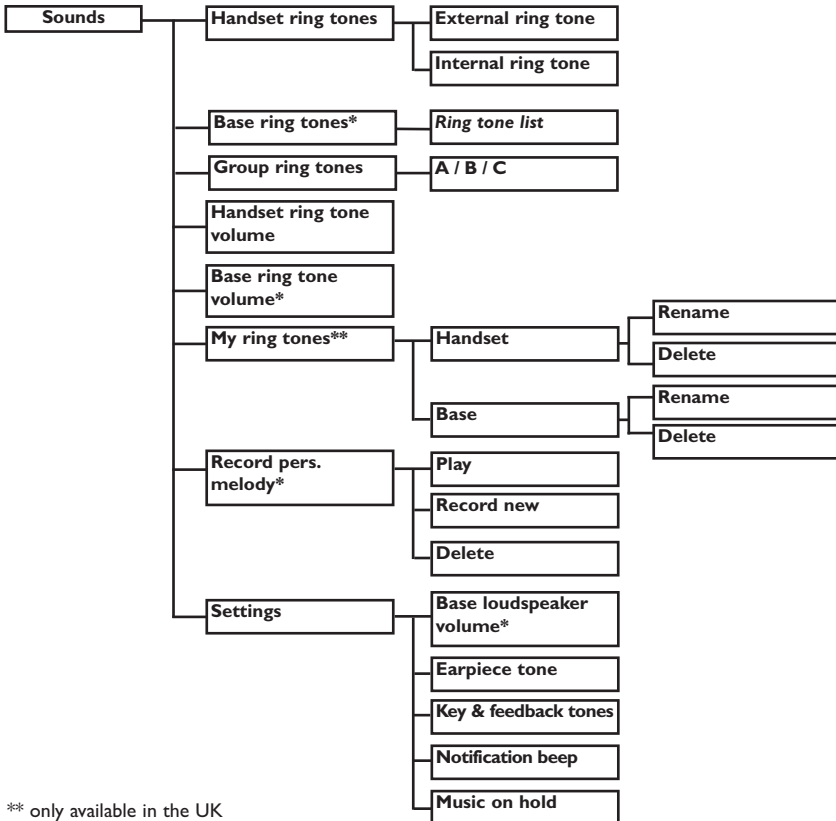 Sounds
Handset ring tones
External ring tone
Internal ring tone
Base ring tones*
Ring tone list
Group ring tones
A / B / C
Handset ring tone
volume
Base ring tone
volume*
My ring tones**
Handset
Rename
Delete
Base
Rename
Delete
Record pers.
melody*
Play
Record new
Delete
Settings
Base loudspeaker
volume*
Earpiece tone
Key & feedback tones
Notification beep
Music on hold
** only available in the UK